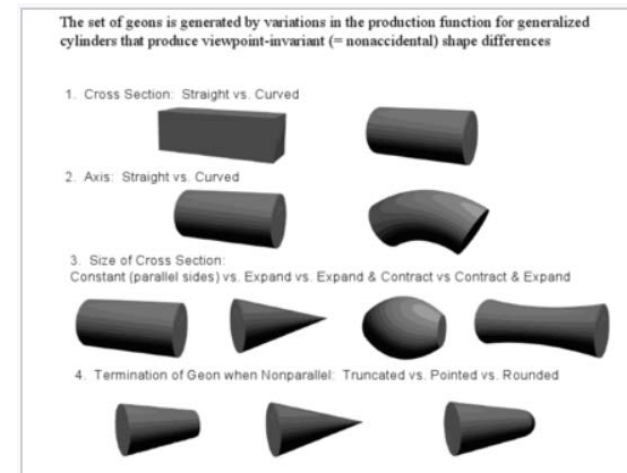 The set of geons is generated by variations in the production function for generalized
cylinders that produce viewpoint-invariant (= nonaccidental) shape differences
1. Cross Section: Straight vs. Curved
2. Axis: Straight vs. Curved
3. Size of Cross Section:
Constant (parallel sides) vs. Expand vs. Expand & Contract vs Contract & Expand
4. Termination of Geon when Nonparallel: Truncated vs. Pointed vs. Rounded